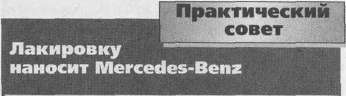 Практический
совет
Лакировку
наносит Mercedes-Benz